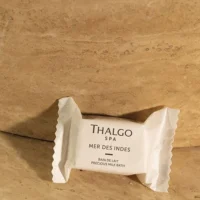 THALGO
SPA
MER DES INDES
BAIN DE LAIT
PRECIOUS MILK BATH